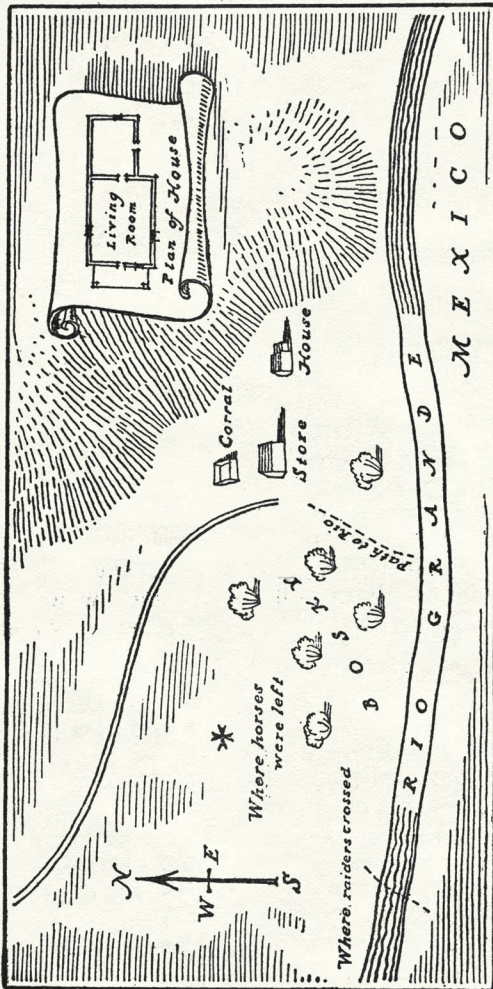 N
W E
S
Where horses
were left
Where raiders crossed
BOSKY
Path to Rio
Corral
Store
House
Living
Room
Plan of House
RIO GRANDE
MEXICO